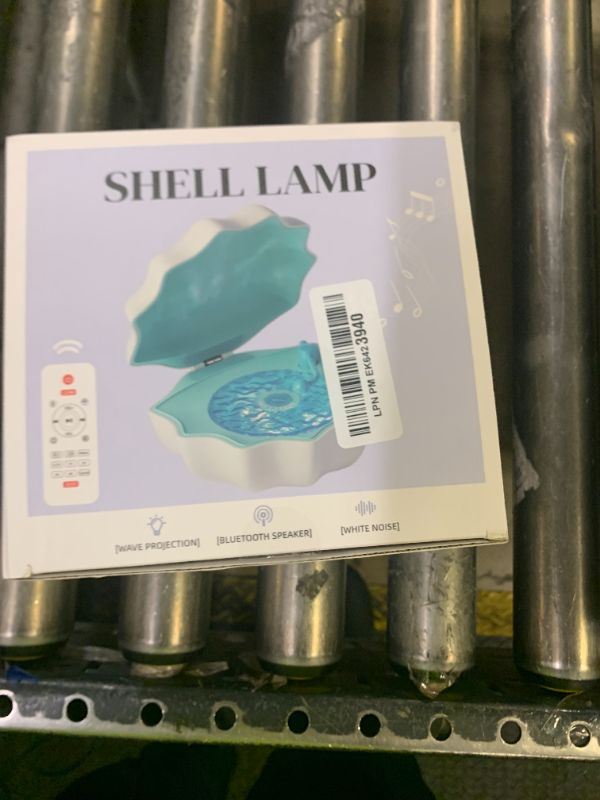 SHELL LAMP
LPN PM EK6423940
[WAVE PROJECTION]
[BLUETOOTH SPEAKER]
[WHITE NOISE]